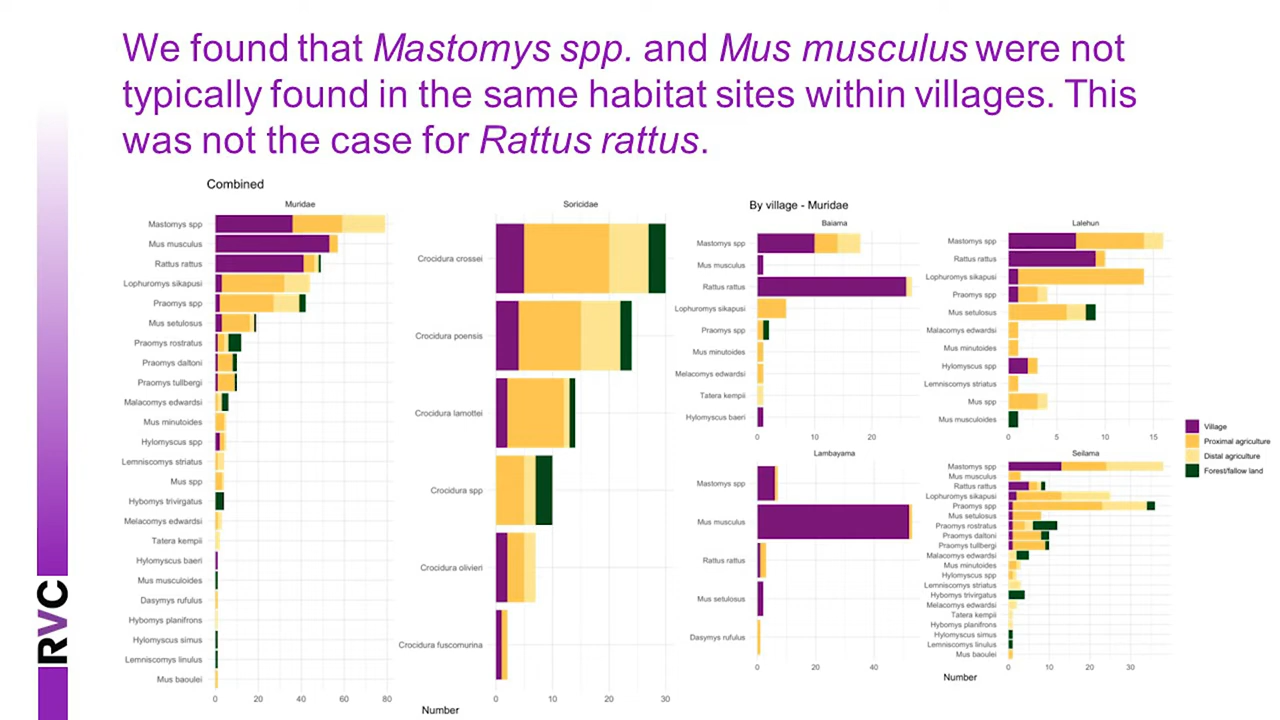 We found that Mastomys spp. and Mus musculus were not
typically found in the same habitat sites within villages. This
was not the case for Rattus rattus.
Combined
Muridae
Mastomys spp
Mus musculus
Rattus rattus
Lophuromys sikapusi
Praomys spp
Mus setulosus
Praomys rostratus
Praomys daltoni
Praomys tullbergi
Malacomys edwardsi
Mus minutoides
Hylomyscus spp
Lemniscomys striatus
Mus spp
Hybomys trivirgatus
Melacomys edwardsi
Tatera kempii
Hylomyscus baeri
Mus musculoides
Dasymys rufulus
Hybomys planifrons
Hylomyscus simus
Lemniscomys linulus
Mus baoulei
0 20 40 60 80
Soricidae
Crocidura crossei
Crocidura poensis
Crocidura lamottei
Crocidura spp
Crocidura olivieri
Crocidura fuscomurina
0 10 20 30
Number
By village - Muridae
Baiama
Mastomys spp
Mus musculus
Rattus rattus
Lophuromys sikapusi
Praomys spp
Mus minutoides
Melacomys edwardsi
Tatera kempii
Hylomyscus baeri
0 10 20
Lalehun
Mastomys spp
Rattus rattus
Lophuromys sikapusi
Praomys spp
Mus setulosus
Malacomys edwardsi
Mus minutoides
Hylomyscus spp
Lemniscomys striatus
Mus spp
Mus musculoides
0 5 10 15
Lambayama
Mastomys spp
Mus musculus
Rattus rattus
Mus setulosus
Dasymys rufulus
0 20 40
Seilama
Mastomys spp
Mus musculus
Rattus rattus
Lophuromys sikapusi
Praomys spp
Mus setulosus
Praomys rostratus
Praomys daltoni
Praomys tullbergi
Malacomys edwardsi
Mus minutoides
Hylomyscus spp
Lemniscomys striatus
Hybomys trivirgatus
Melacomys edwardsi
Tatera kempii
Hybomys planifrons
Hylomyscus simus
Lemniscomys linulus
Mus baoulei
0 10 20 30
Number
Village
Proximal agriculture
Distal agriculture
Forest/fallow land
RVC